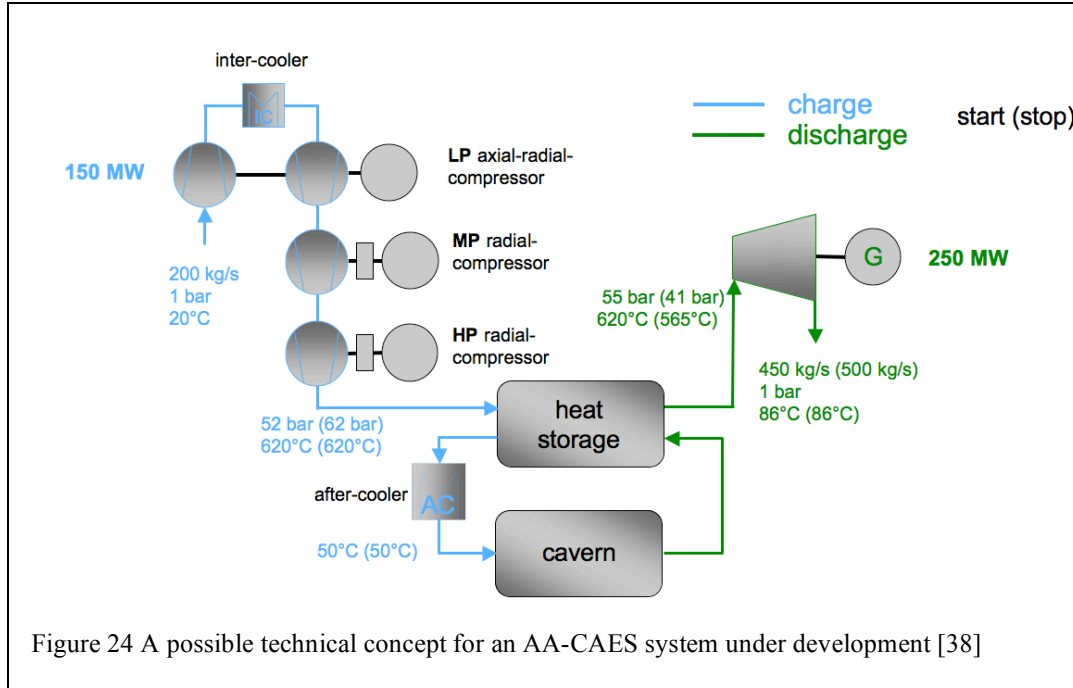 inter-cooler
IC
charge
discharge
start (stop)
150 MW
LP axial-radial-
compressor
MP radial-
compressor
200 kg/s
1 bar
20°C
HP radial-
compressor
G
250 MW
55 bar (41 bar)
620°C (565°C)
450 kg/s (500 kg/s)
1 bar
86°C (86°C)
52 bar (62 bar)
620°C (620°C)
heat
storage
after-cooler
AC
50°C (50°C)
cavern
Figure 24 A possible technical concept for an AA-CAES system under development [38]